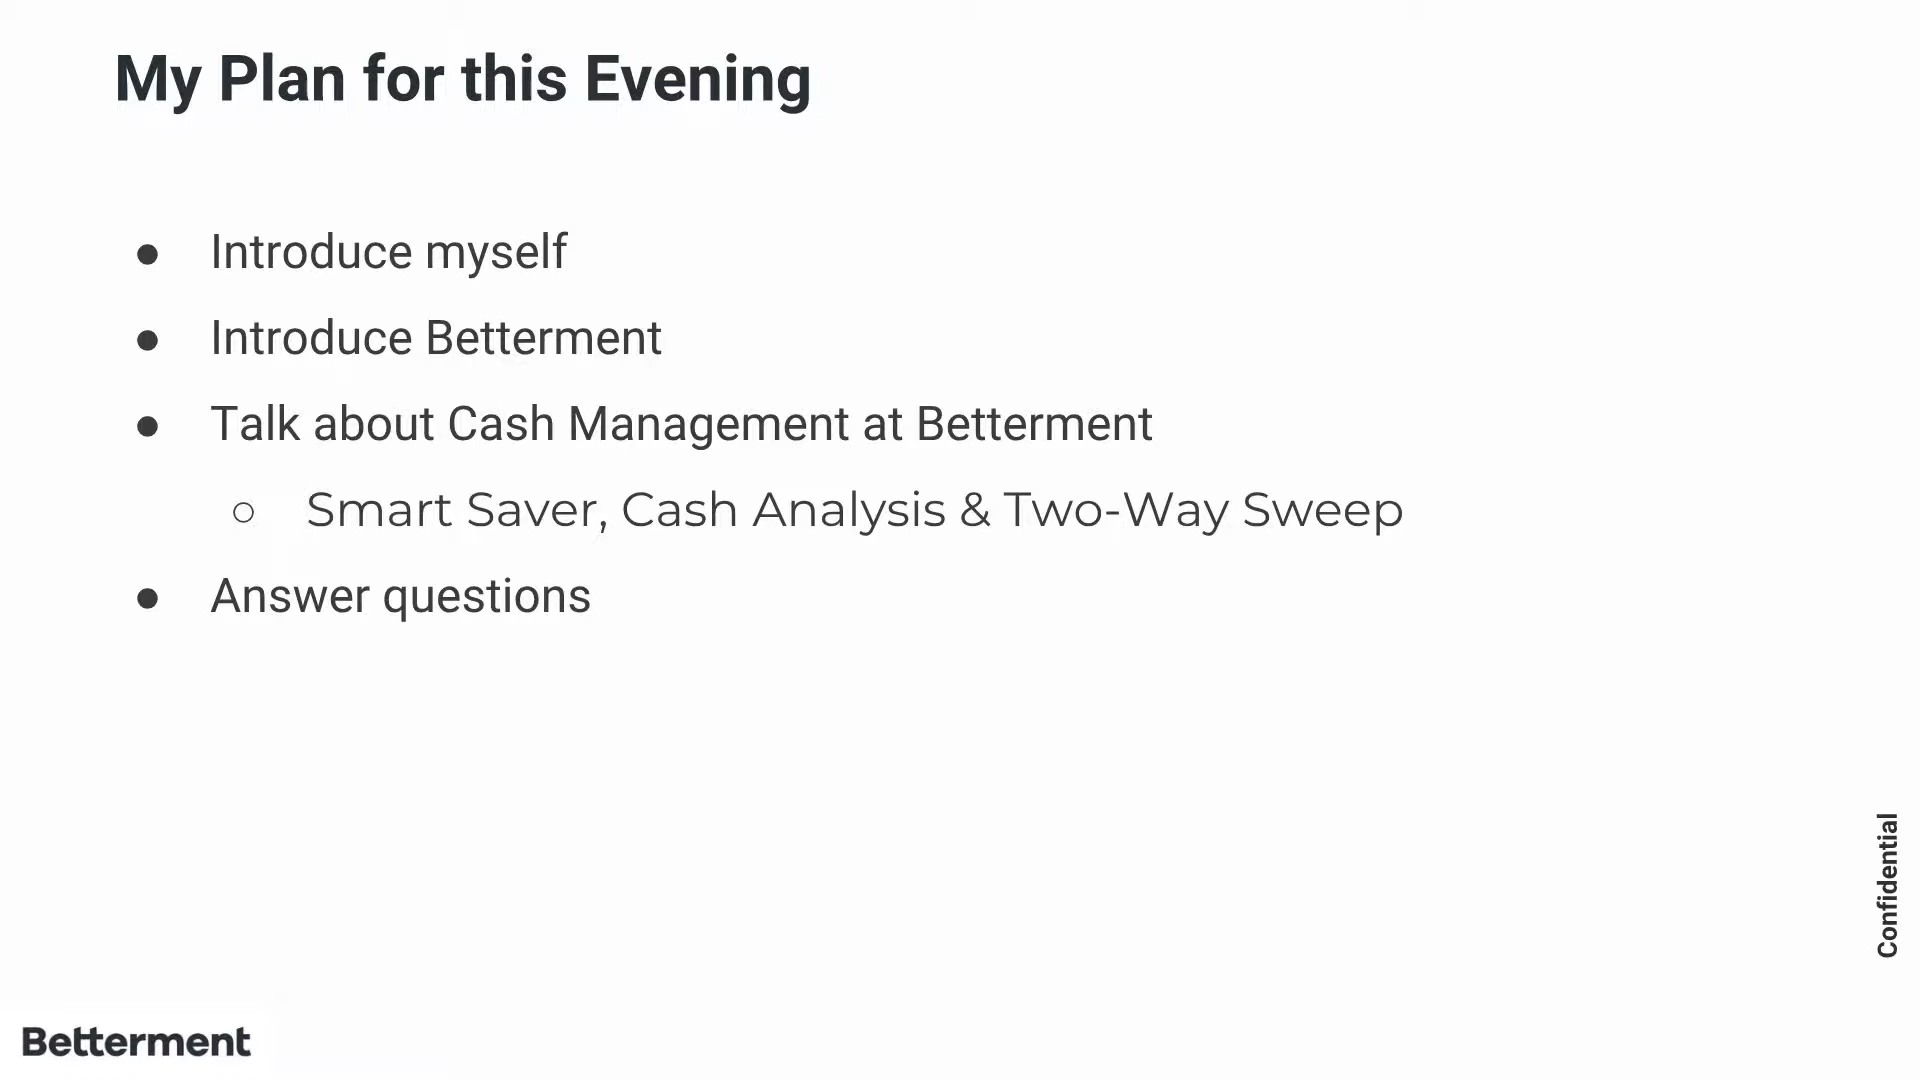 My Plan for this Evening
● Introduce myself
● Introduce Betterment
● Talk about Cash Management at Betterment
○ Smart Saver, Cash Analysis & Two-Way Sweep
● Answer questions
Confidential
Betterment